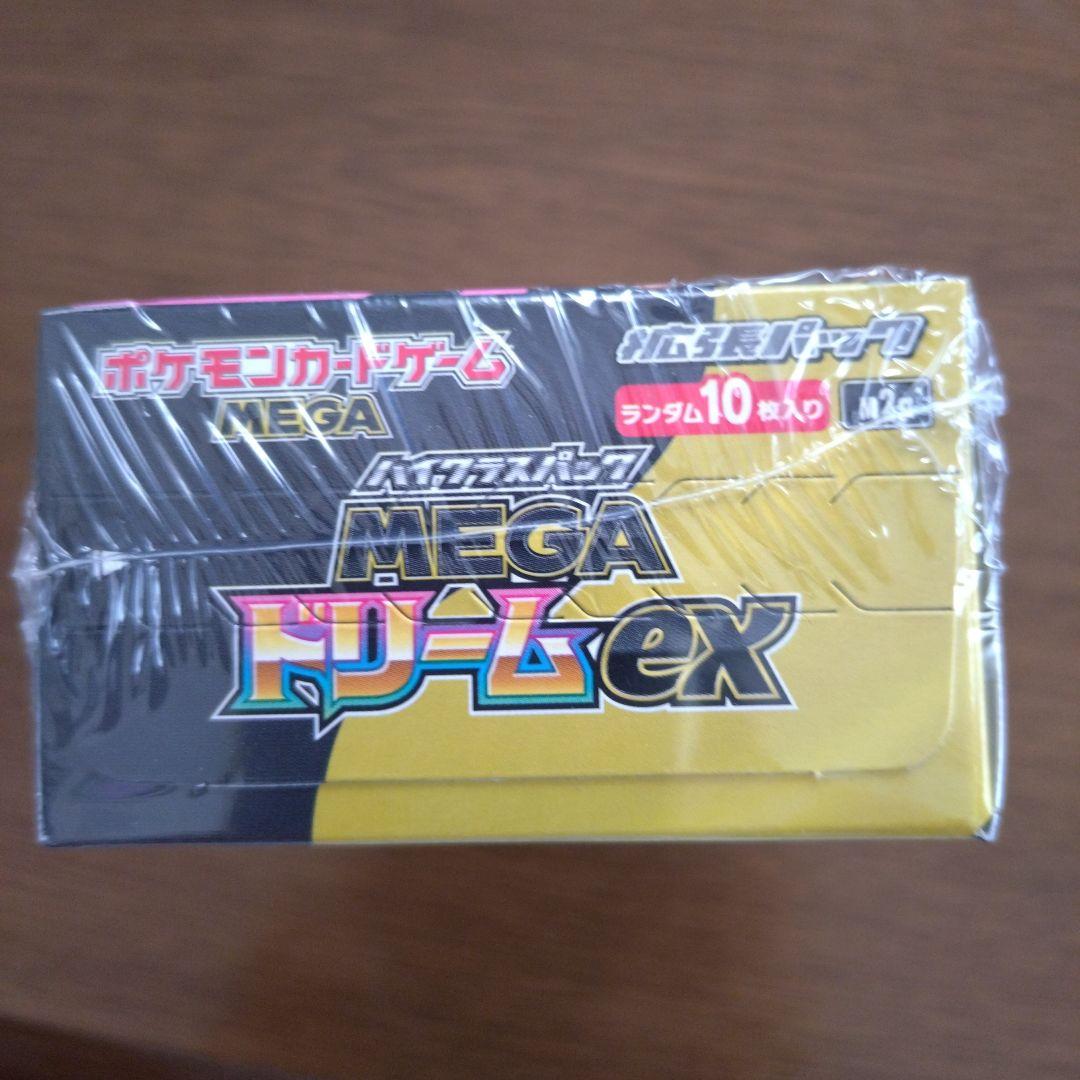 ポケモンカードゲーム
MEGA
拡張パック
ランダム10枚入り
M2a
ハイクラスパック
MEGA
ドリームex